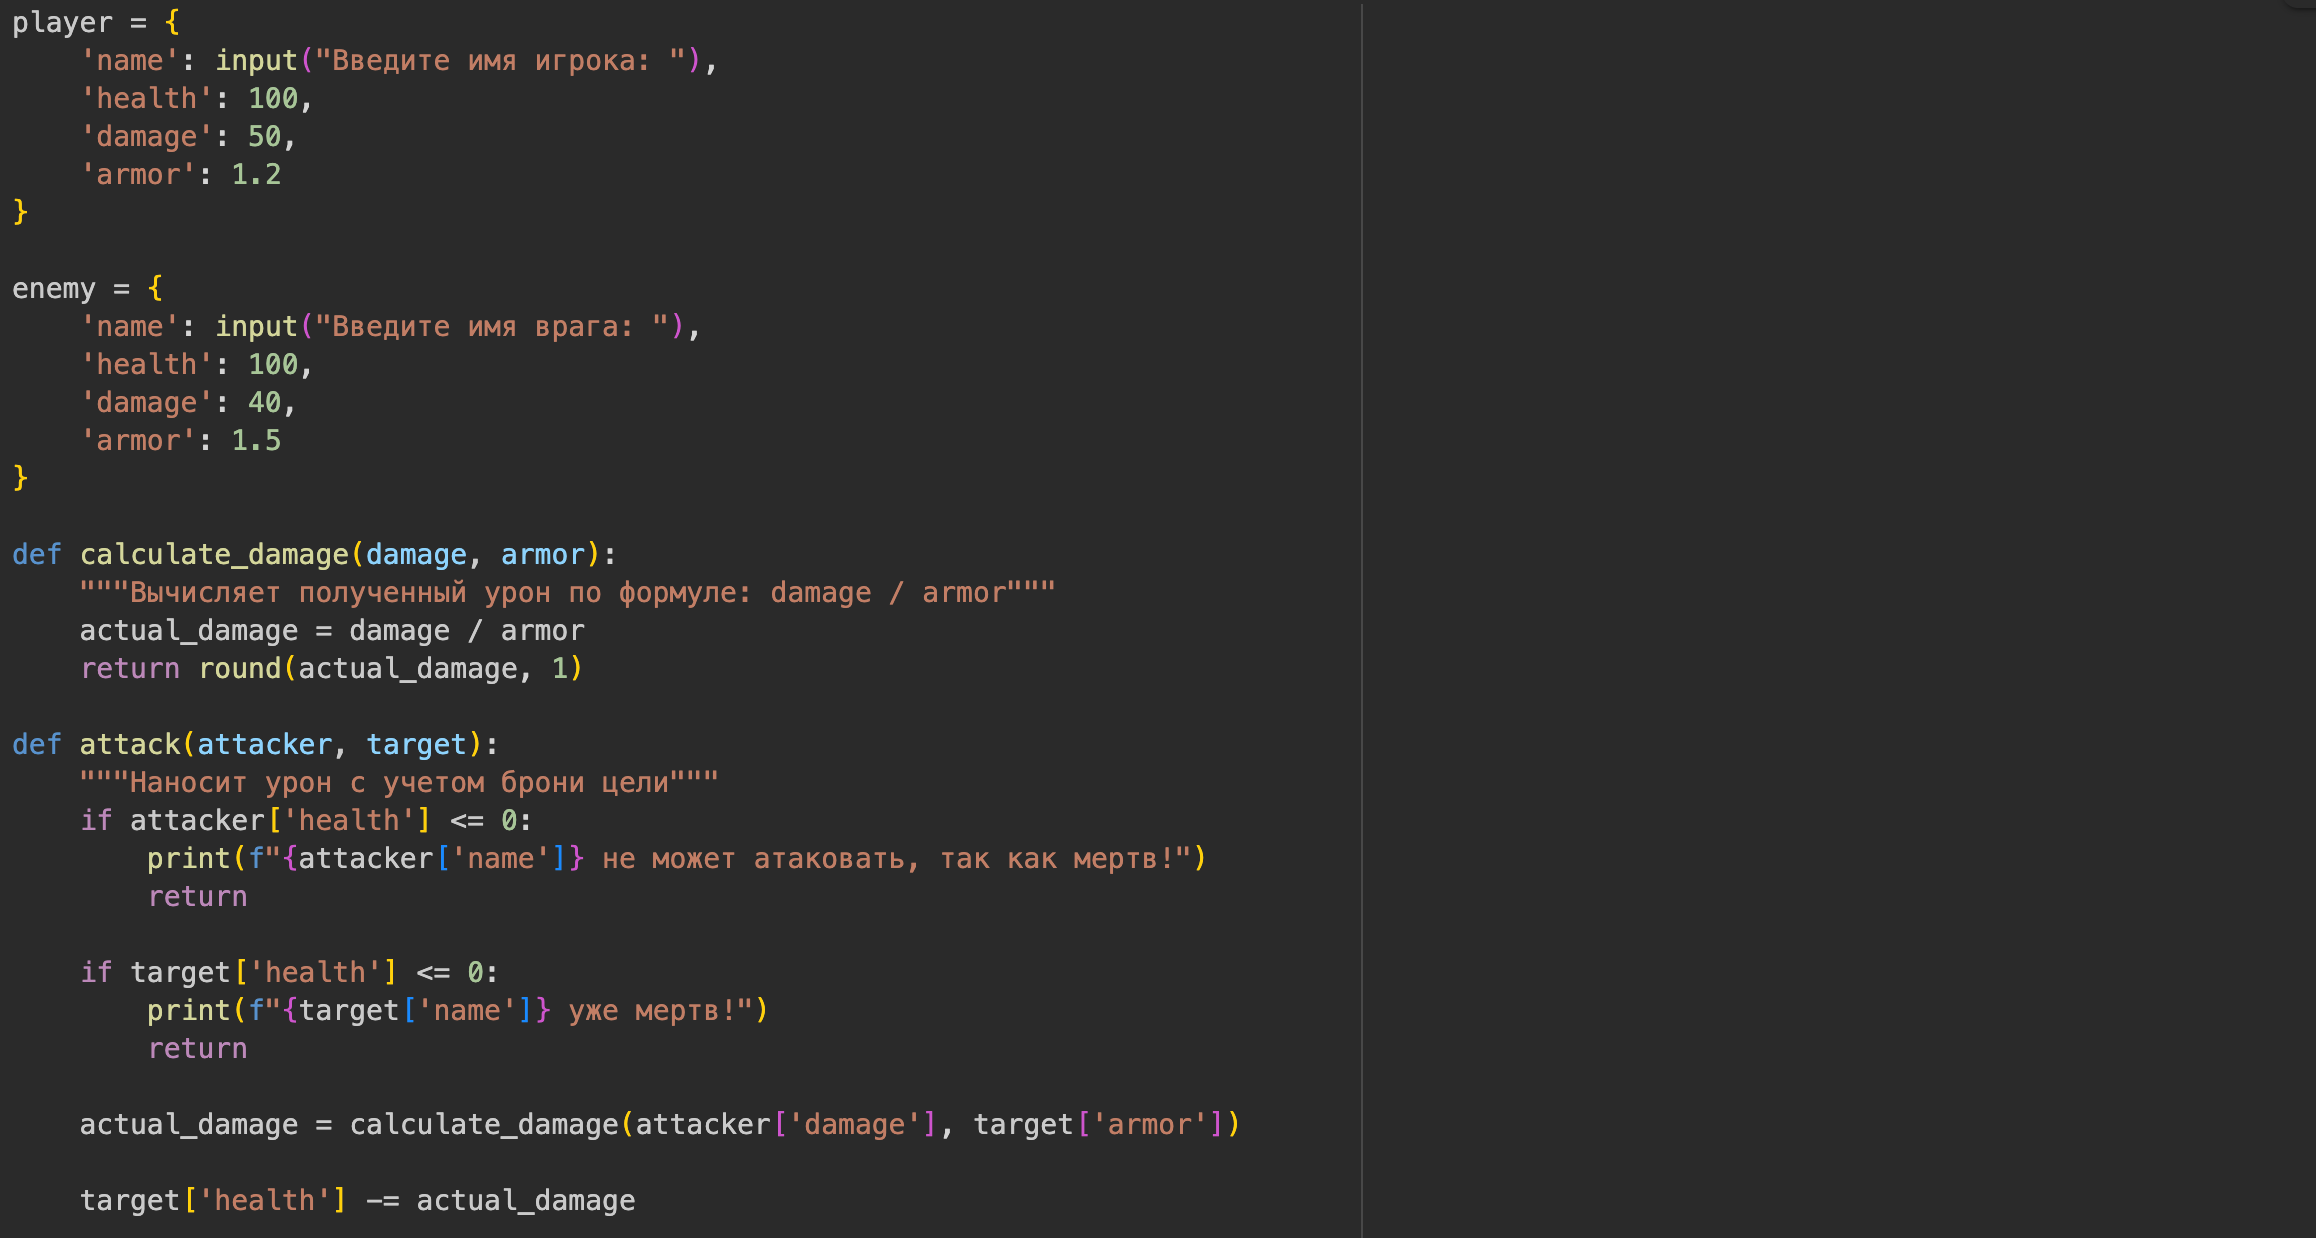 player = {
    'name': input("Введите имя игрока: "),
    'health': 100,
    'damage': 50,
    'armor': 1.2
}
enemy = {
    'name': input("Введите имя врага: "),
    'health': 100,
    'damage': 40,
    'armor': 1.5
}
def calculate_damage(damage, armor):
    """Вычисляет полученный урон по формуле: damage / armor"""
    actual_damage = damage / armor
    return round(actual_damage, 1)
def attack(attacker, target):
    """Наносит урон с учетом брони цели"""
    if attacker['health'] <= 0:
        print(f"{attacker['name']} не может атаковать, так как мертв!")
        return
    if target['health'] <= 0:
        print(f"{target['name']} уже мертв!")
        return
    actual_damage = calculate_damage(attacker['damage'], target['armor'])
    target['health'] -= actual_damage